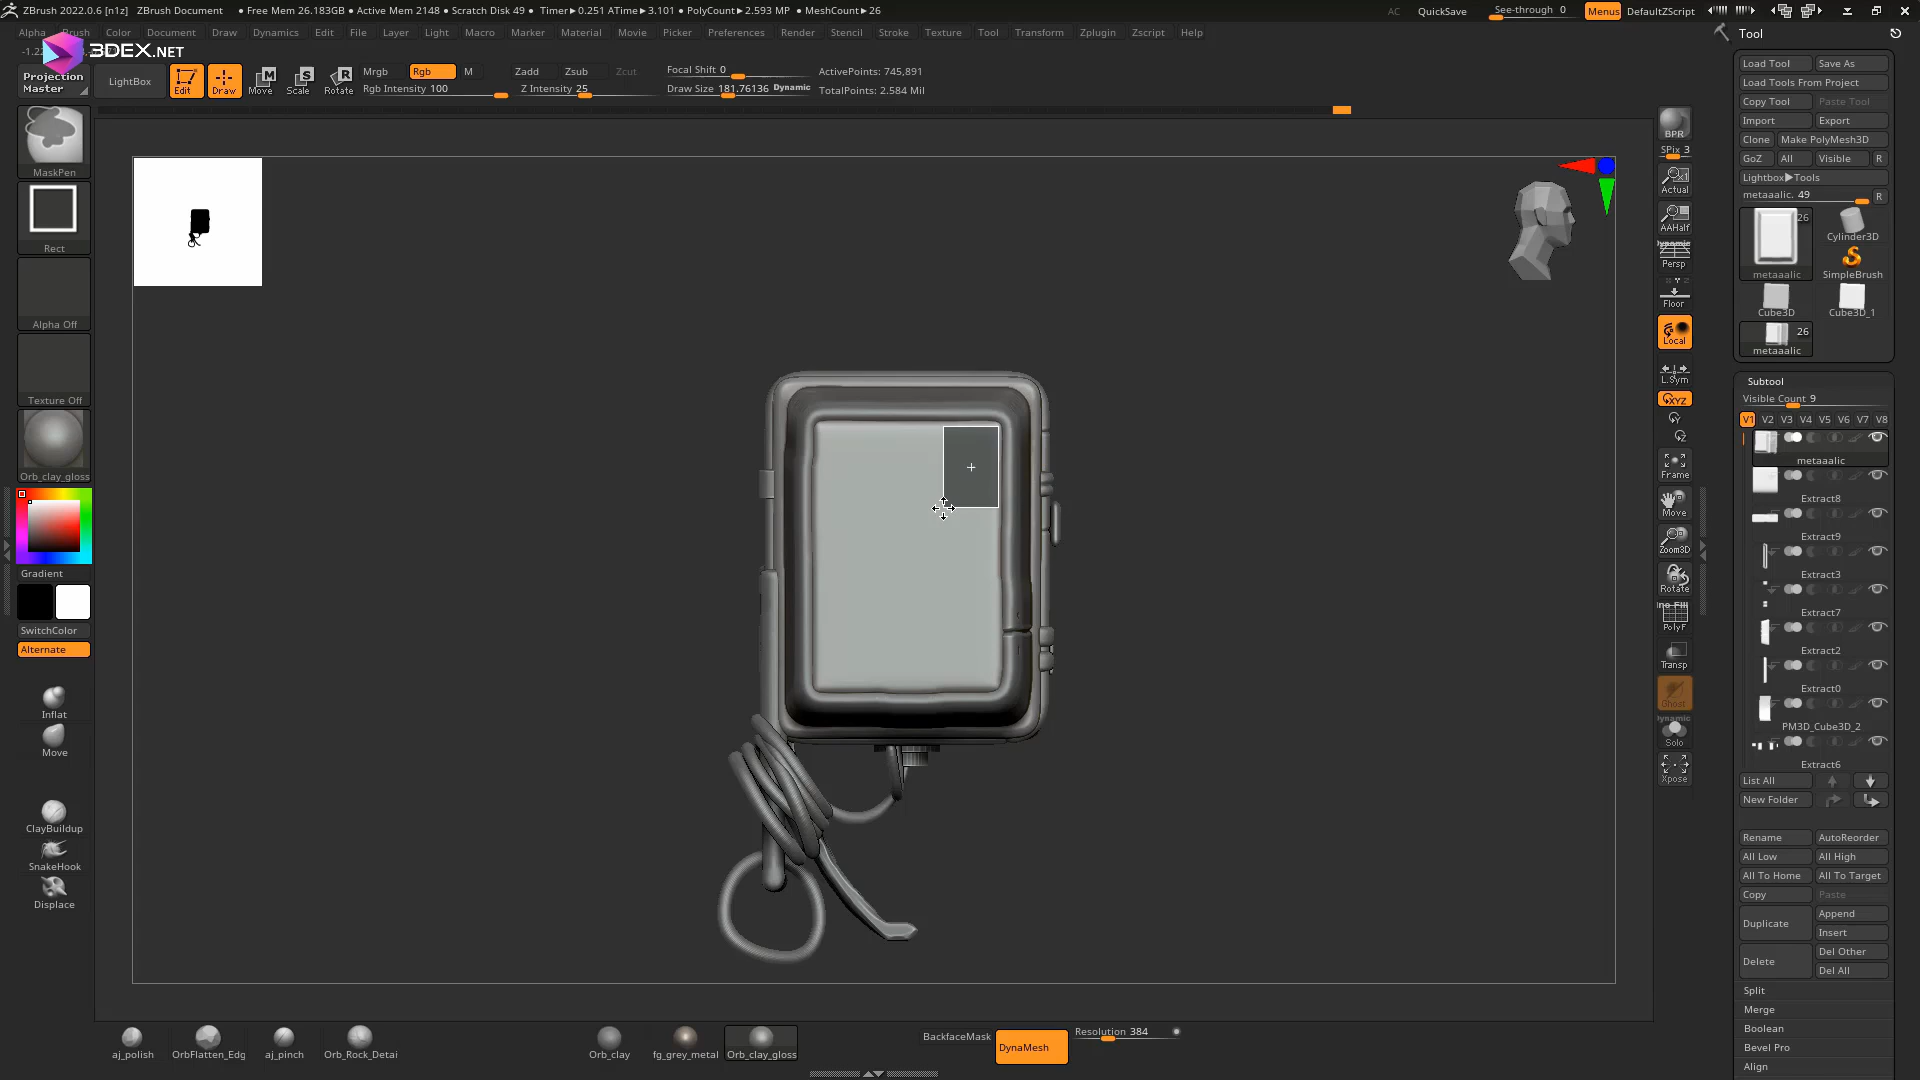 ZBrush 2022.0.6 [n1z] ZBrush Document • Free Mem 26.183GB • Active Mem 2148 • Scratch Disk 49 • Timer▶0.251 ATime▶3.101 • PolyCount▶2.593 MP • MeshCount▶26 AC QuickSave See-through 0 Menus DefaultZScript
Alpha Brush Color Document Draw Dynamics Edit File Layer Light Macro Marker Material Movie Picker Preferences Render Stencil Stroke Texture Tool Transform Zplugin Zscript Help
3DEX.NET
Projection Master
LightBox
Edit Draw Move Scale Rotate
Mrgb Rgb M Zadd Zsub Zcut
Rgb Intensity 100 Z Intensity 25
Focal Shift 0
Draw Size 181.76136 Dynamic
ActivePoints: 745,891
TotalPoints: 2.584 Mil
MaskPen
Rect
Alpha Off
Texture Off
Orb_clay_gloss
Gradient
SwitchColor
Alternate
Inflat
Move
ClayBuildup
SnakeHook
Displace
aj_polish OrbFlatten_Edg aj_pinch Orb_Rock_Detai Orb_clay fg_grey_metal Orb_clay_gloss
BackfaceMask DynaMesh Resolution 384
BPR
SPix 3
Actual
AAHalf
Dynamic
Persp
Floor
Local
L.Sym
XYZ
Frame
Move
Zoom3D
Rotate
PolyF
Transp
Ghost
Dynamic
Solo
Xpose
Tool
Load Tool Save As
Load Tools From Project
Copy Tool Paste Tool
Import Export
Clone Make PolyMesh3D
GoZ All Visible R
Lightbox▶Tools
metaaalic. 49 R
26
metaaalic
Cylinder3D
SimpleBrush
Cube3D Cube3D_1
26
metaaalic
Subtool
Visible Count 9
V1 V2 V3 V4 V5 V6 V7 V8
metaaalic
Extract8
Extract9
Extract3
Extract7
Extract2
Extract0
PM3D_Cube3D_2
Extract6
List All
New Folder
Rename AutoReorder
All Low All High
All To Home All To Target
Copy Paste
Duplicate Append
Insert
Delete Del Other
Del All
Split
Merge
Boolean
Bevel Pro
Align